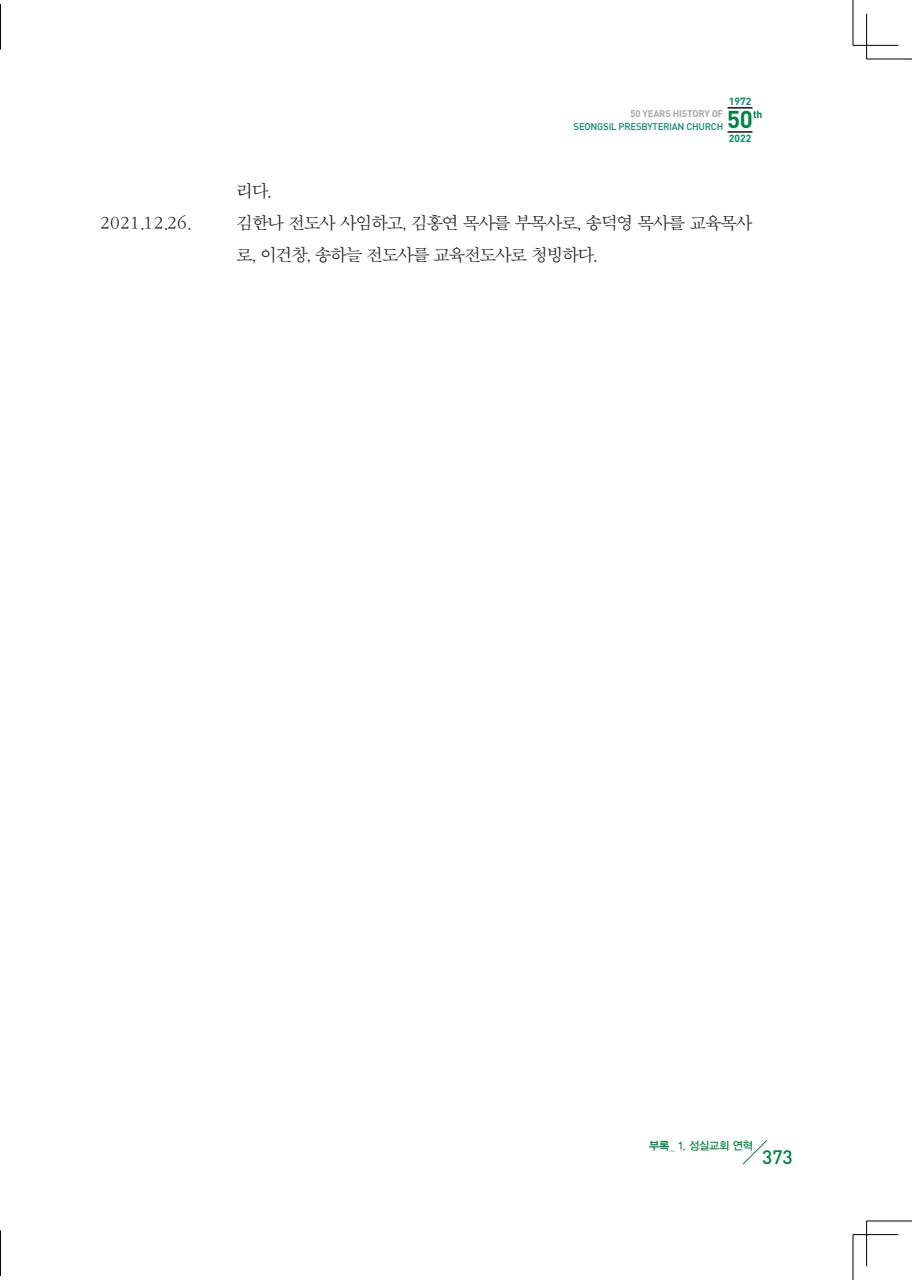 50 YEARS HISTORY OF
SEONGSIL PRESBYTERIAN CHURCH
1972
50th
2022
리다.
2021.12.26. 김한나 전도사 사임하고, 김홍연 목사를 부목사로, 송덕영 목사를 교육목사
로, 이건창, 송하늘 전도사를 교육전도사로 청빙하다.
부록_ 1. 성실교회 연혁
373